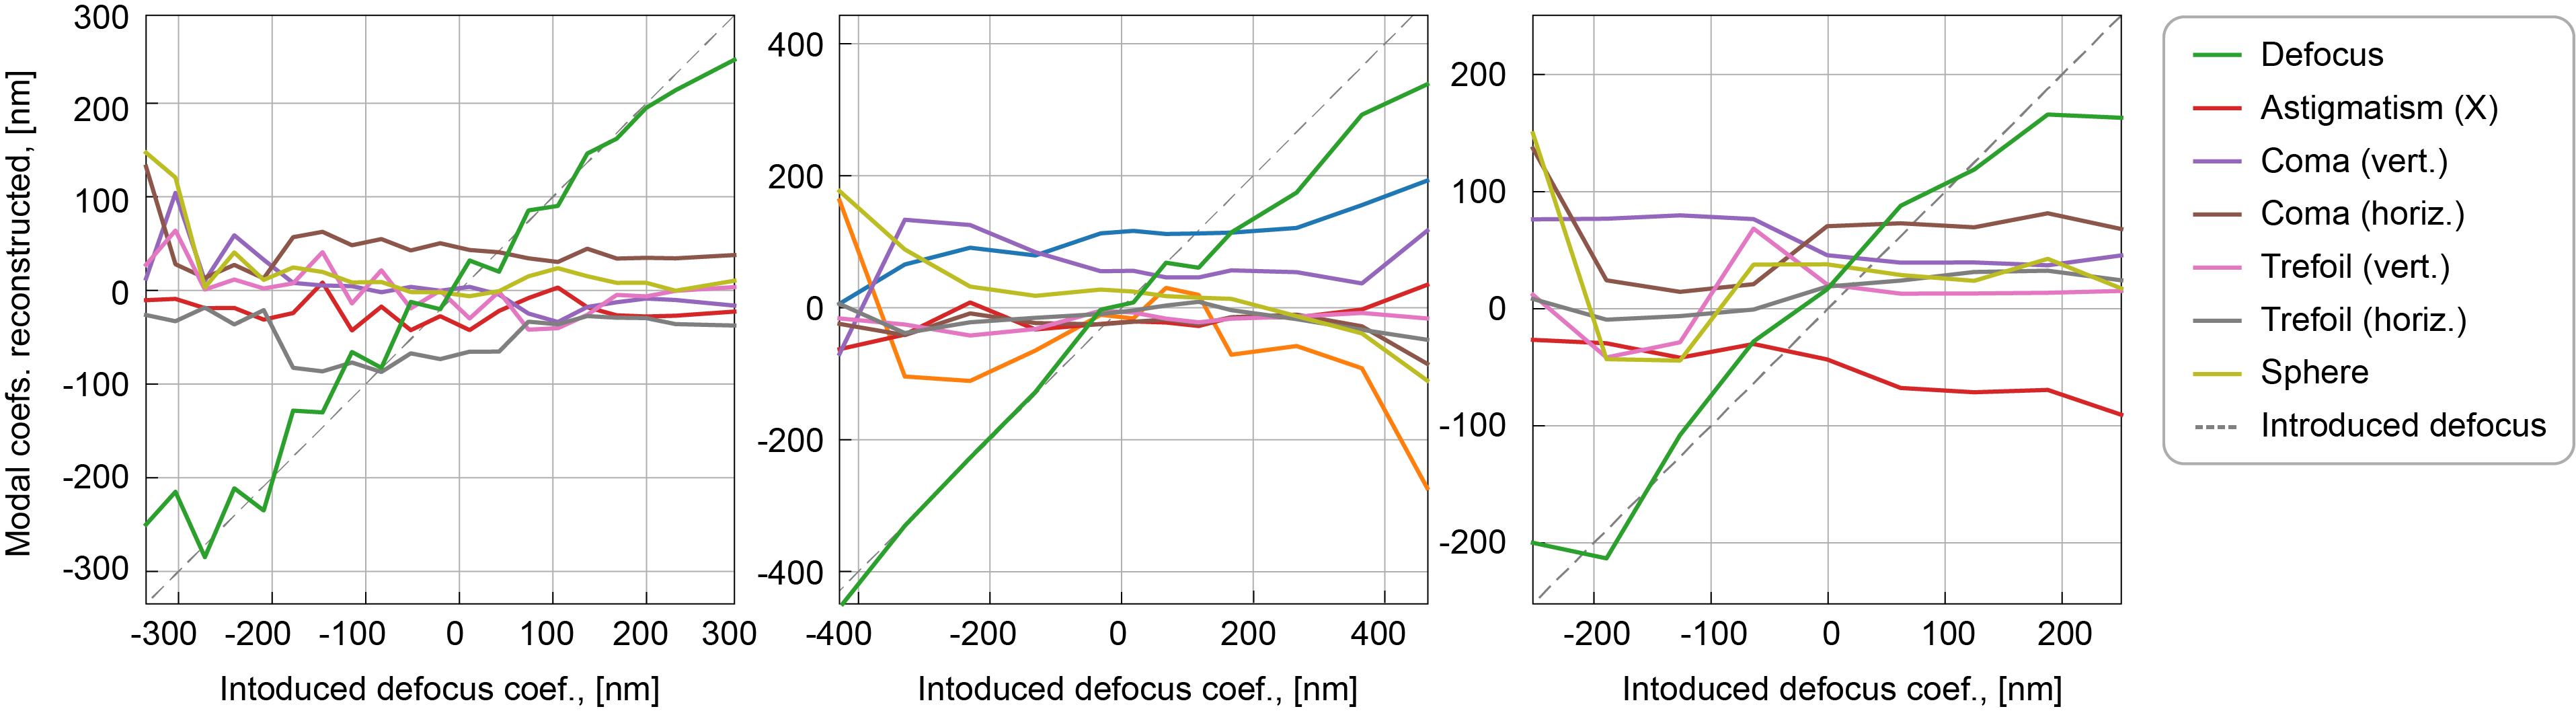 Modal coefs. reconstructed, [nm]
300
200
100
0
-100
-200
-300
-300 -200 -100 0 100 200 300
Intoduced defocus coef., [nm]
400
200
0
-200
-400
-400 -200 0 200 400
Intoduced defocus coef., [nm]
200
100
0
-100
-200
-200 -100 0 100 200
Intoduced defocus coef., [nm]
Defocus
Astigmatism (X)
Coma (vert.)
Coma (horiz.)
Trefoil (vert.)
Trefoil (horiz.)
Sphere
Introduced defocus